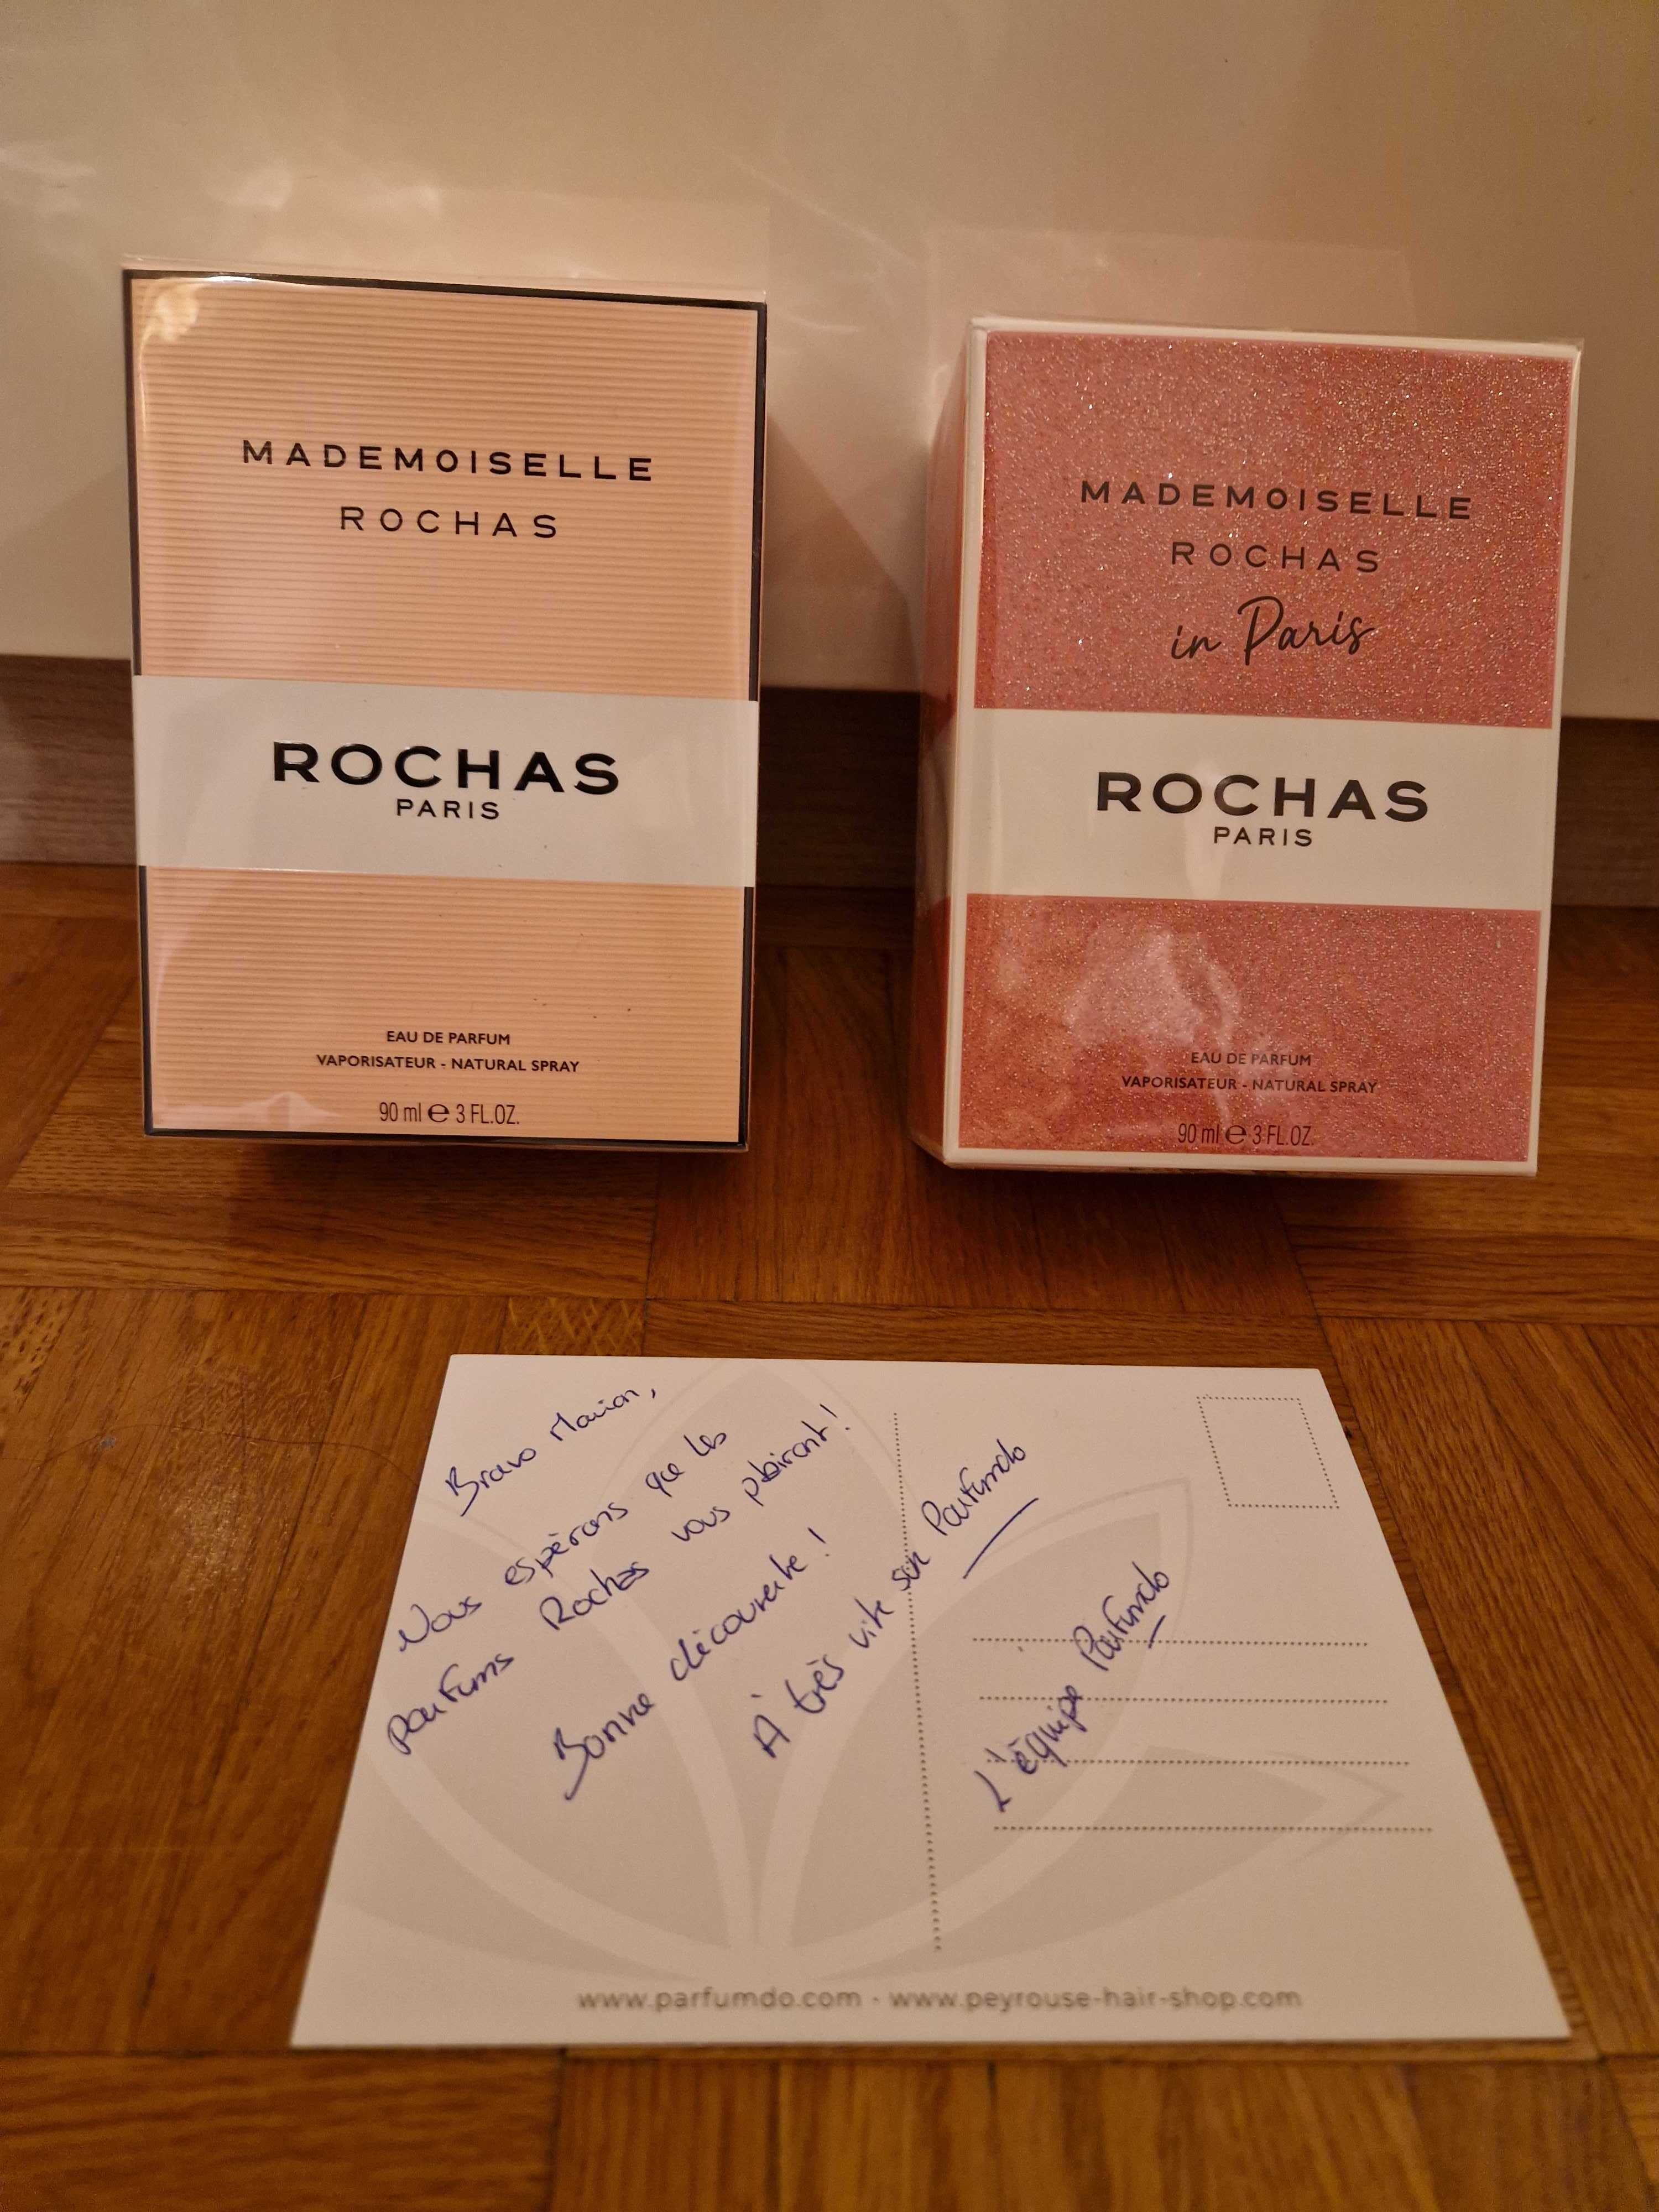 MADEMOISELLE
ROCHAS
ROCHAS
PARIS
EAU DE PARFUM
VAPORISATEUR - NATURAL SPRAY
90 ml e 3 FL.OZ.
MADEMOISELLE
ROCHAS
in Paris
ROCHAS
PARIS
EAU DE PARFUM
VAPORISATEUR - NATURAL SPRAY
90 ml e 3 FL.OZ.
Bravo Marion,
Nous espérons que les
parfums Rochas vous plairont !
Bonne découverte !
À très vite sur Parfumdo
L'équipe Parfumdo
www.parfumdo.com - www.peyrouse-hair-shop.com